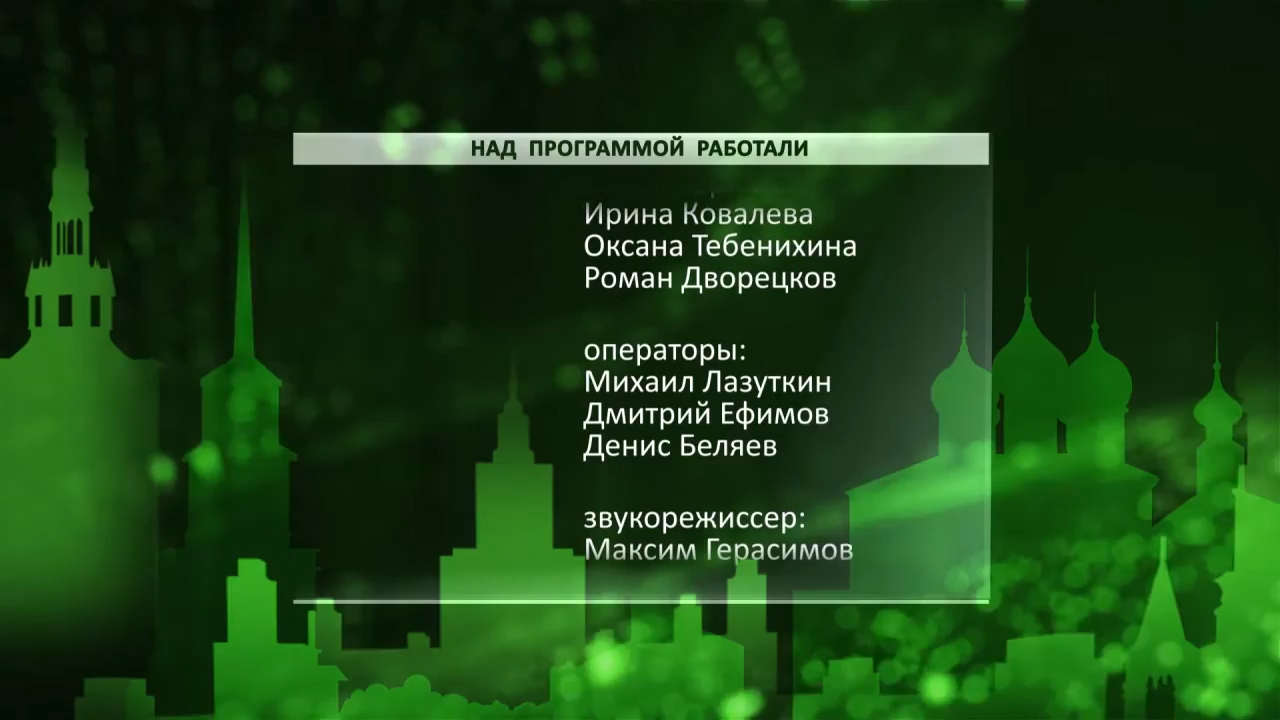 НАД ПРОГРАММОЙ РАБОТАЛИ
Ирина Ковалева
Оксана Тебенихина
Роман Дворецков
операторы:
Михаил Лазуткин
Дмитрий Ефимов
Денис Беляев
звукорежиссер:
Максим Герасимов